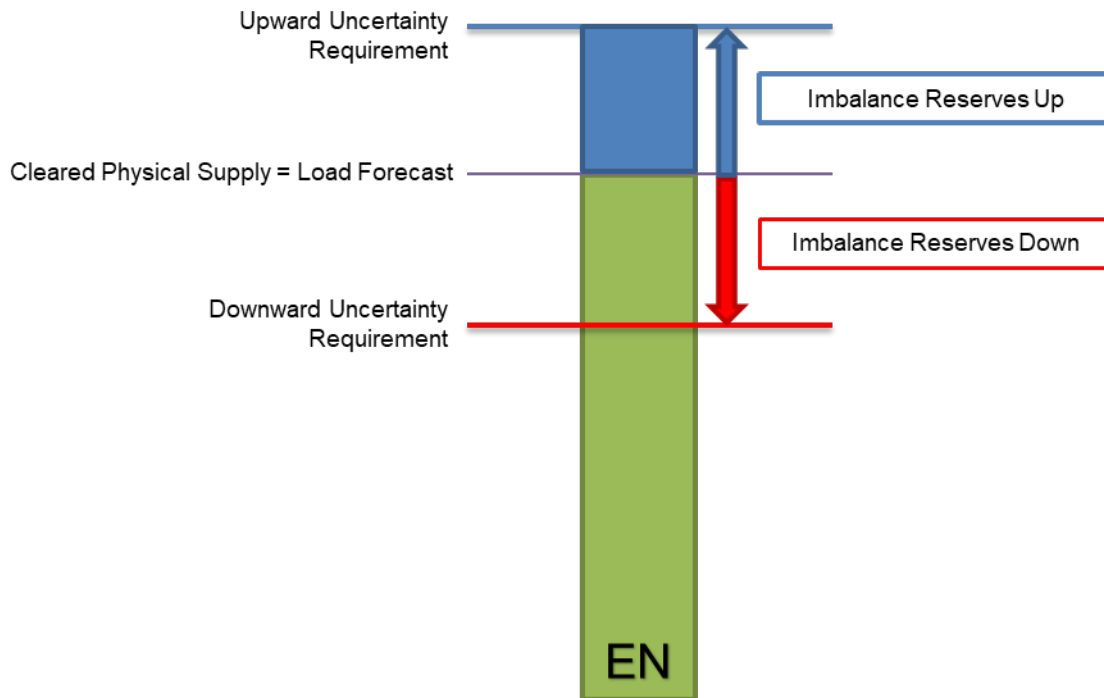 Upward Uncertainty
Requirement
Imbalance Reserves Up
Cleared Physical Supply = Load Forecast
Imbalance Reserves Down
Downward Uncertainty
Requirement
EN